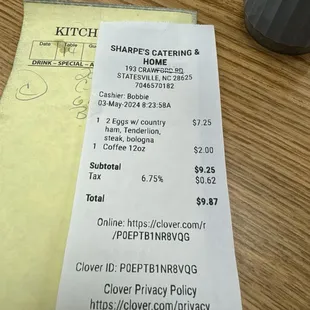 KITCH
Date
Table
Gu
DRINK - SPECIAL - A
SHARPE'S CATERING &
HOME
193 CRAWFORD RD
STATESVILLE, NC 28625
7046570182
Cashier: Bobbie
03-May-2024 8:23:58A
1 2 Eggs w/ country $7.25
ham, Tenderlion,
steak, bologna
1 Coffee 12oz $2.00
Subtotal $9.25
Tax 6.75% $0.62
Total $9.87
Online: https://clover.com/r
/P0EPTB1NR8VQG
Clover ID: P0EPTB1NR8VQG
Clover Privacy Policy
https://clover.com/privacy